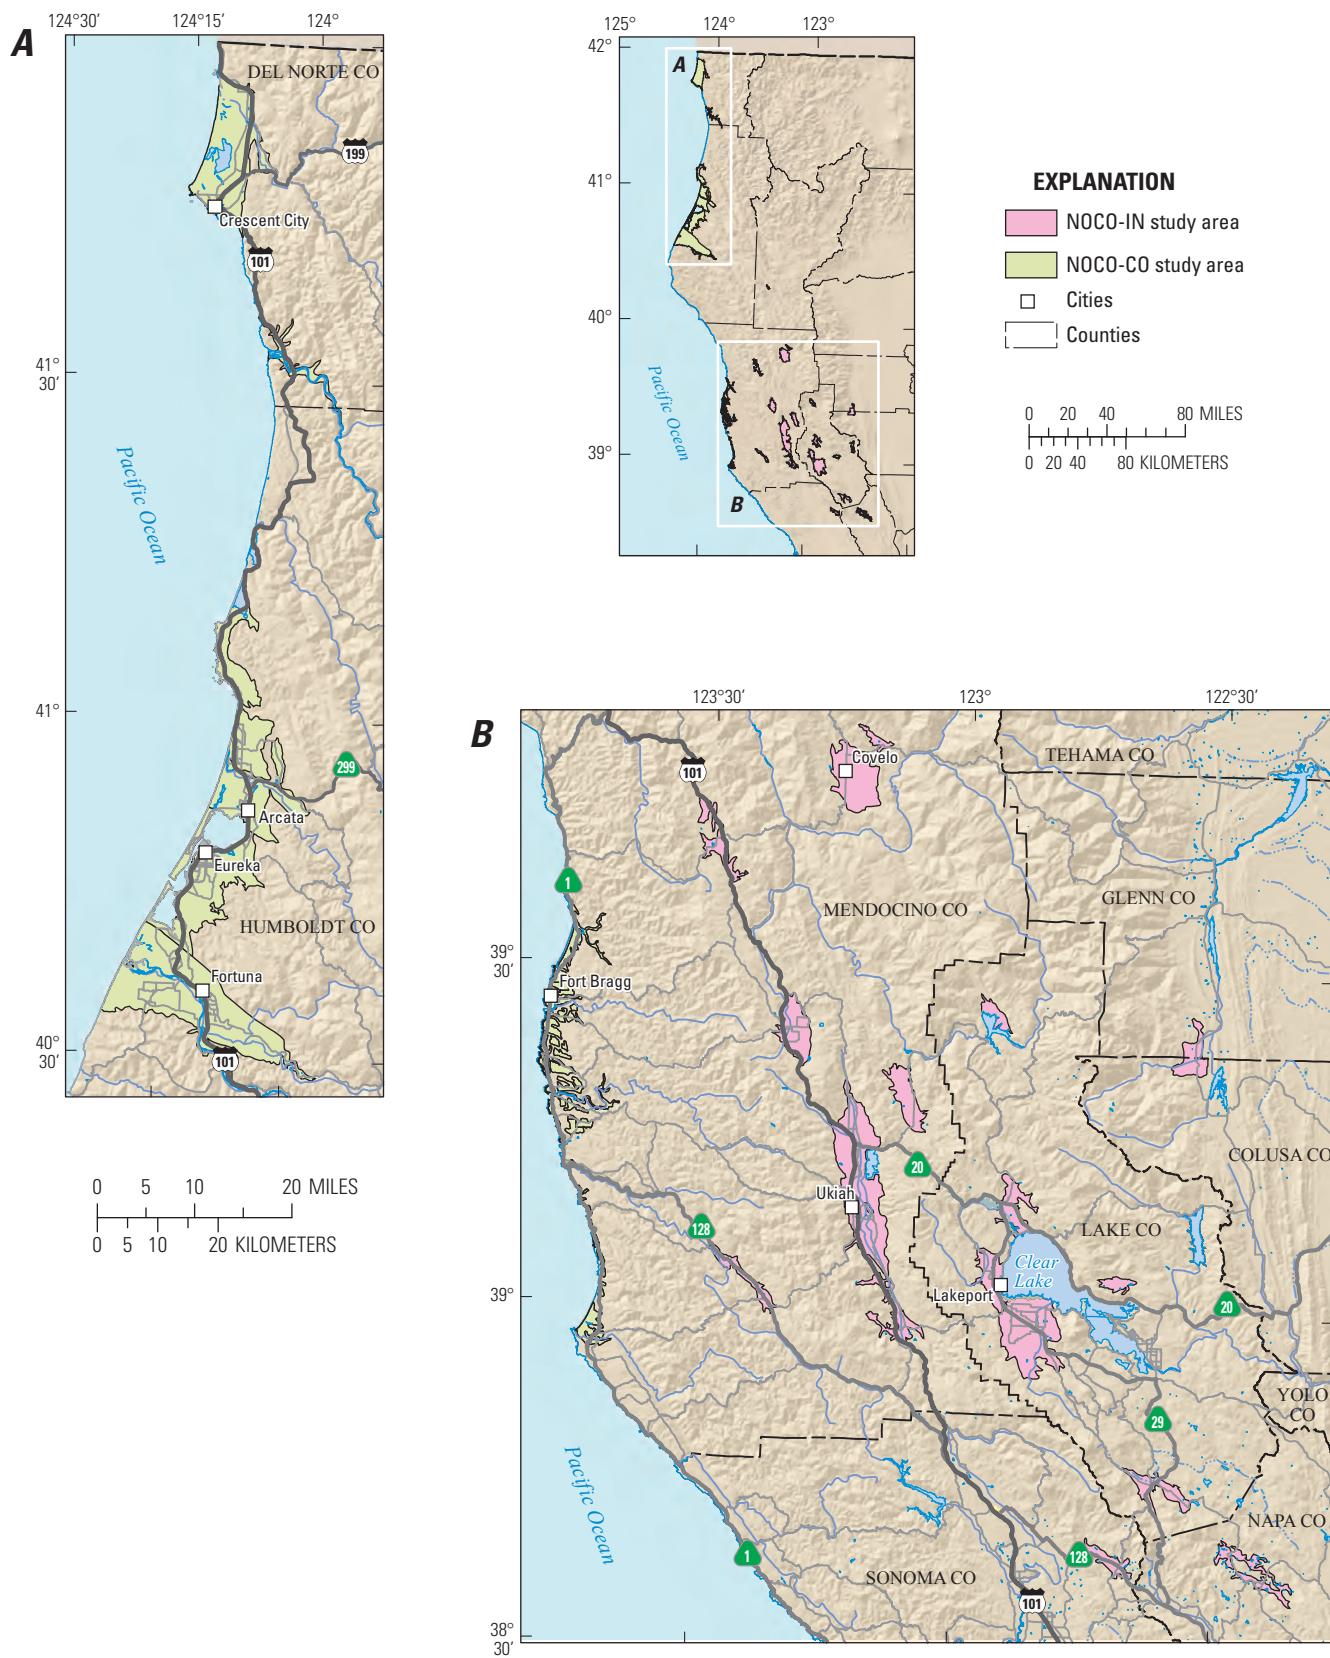 A
124°30′ 124°15′ 124°
DEL NORTE CO
199
Crescent City
101
41°
30′
Pacific Ocean
41°
299
Arcata
Eureka
HUMBOLDT CO
Fortuna
40°
30′
101
0 5 10 20 MILES
0 5 10 20 KILOMETERS
125° 124° 123°
42°
A
41°
40°
Pacific Ocean
39°
B
EXPLANATION
NOCO-IN study area
NOCO-CO study area
Cities
Counties
0 20 40 80 MILES
0 20 40 80 KILOMETERS
B
123°30′ 123° 122°30′
Covelo
TEHAMA CO
101
1
MENDOCINO CO
GLENN CO
39°
30′
Fort Bragg
COLUSA CO
20
Ukiah
128
LAKE CO
Clear
Lake
Lakeport
39°
20
YOLO
CO
29
Pacific Ocean
NAPA CO
1
128
SONOMA CO
101
38°
30′